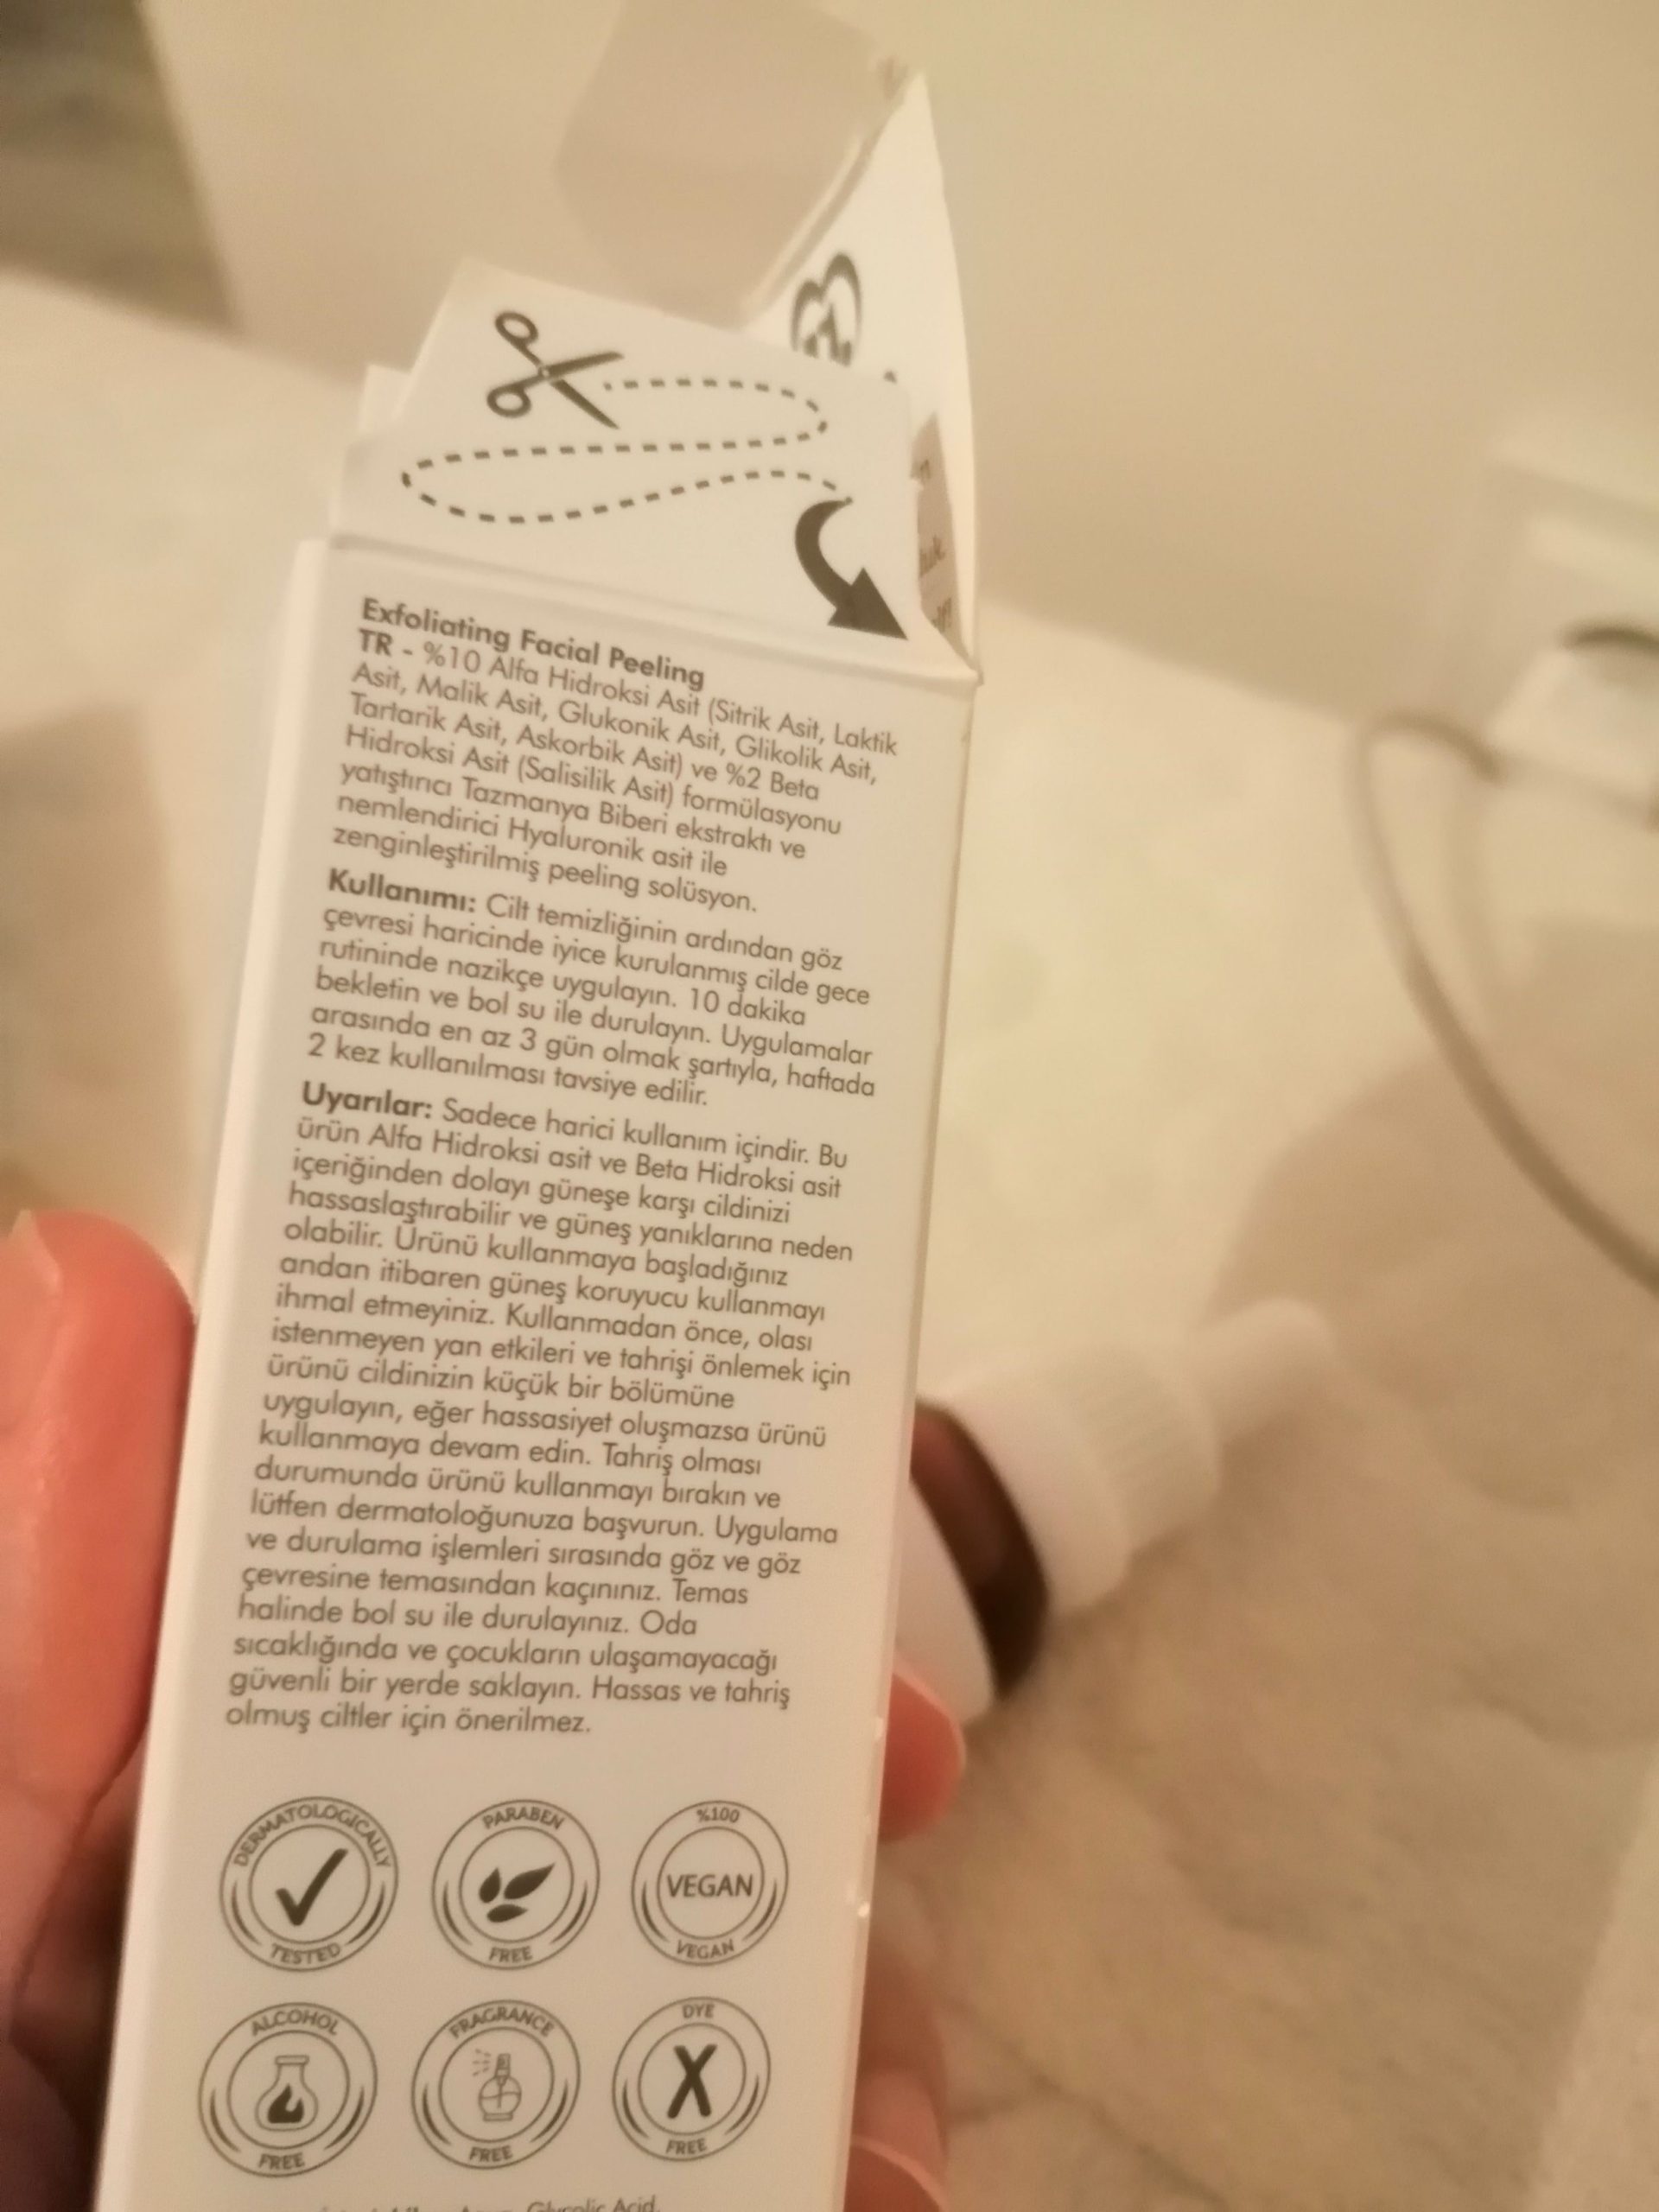 Exfoliating Facial Peeling
TR - %10 Alfa Hidroksi Asit (Sitrik Asit, Laktik
Asit, Malik Asit, Glukonik Asit, Glikolik Asit,
Tartarik Asit, Askorbik Asit) ve %2 Beta
Hidroksi Asit (Salisilik Asit) formülasyonu
yatıştırıcı Tazmanya Biberi ekstraktı ve
nemlendirici Hyaluronik asit ile
zenginleştirilmiş peeling solüsyon.
Kullanımı: Cilt temizliğinin ardından göz
çevresi haricinde iyice kurulanmış cilde gece
rutininde nazikçe uygulayın. 10 dakika
bekletin ve bol su ile durulayın. Uygulamalar
arasında en az 3 gün olmak şartıyla, haftada
2 kez kullanılması tavsiye edilir.
Uyarılar: Sadece harici kullanım içindir. Bu
ürün Alfa Hidroksi asit ve Beta Hidroksi asit
içeriğinden dolayı güneşe karşı cildinizi
hassaslaştırabilir ve güneş yanıklarına neden
olabilir. Ürünü kullanmaya başladığınız
andan itibaren güneş koruyucu kullanmayı
ihmal etmeyiniz. Kullanmadan önce, olası
istenmeyen yan etkileri ve tahrişi önlemek için
ürünü cildinizin küçük bir bölümüne
uygulayın, eğer hassasiyet oluşmazsa ürünü
kullanmaya devam edin. Tahriş olması
durumunda ürünü kullanmayı bırakın ve
lütfen dermatoloğunuza başvurun. Uygulama
ve durulama işlemleri sırasında göz ve göz
çevresine temasından kaçınınız. Temas
halinde bol su ile durulayınız. Oda
sıcaklığında ve çocukların ulaşamayacağı
güvenli bir yerde saklayın. Hassas ve tahriş
olmuş ciltler için önerilmez.
DERMATOLOGICALLY
TESTED
PARABEN
FREE
%100
VEGAN
VEGAN
ALCOHOL
FREE
FRAGRANCE
FREE
DYE
X
FREE
Glycolic Acid,